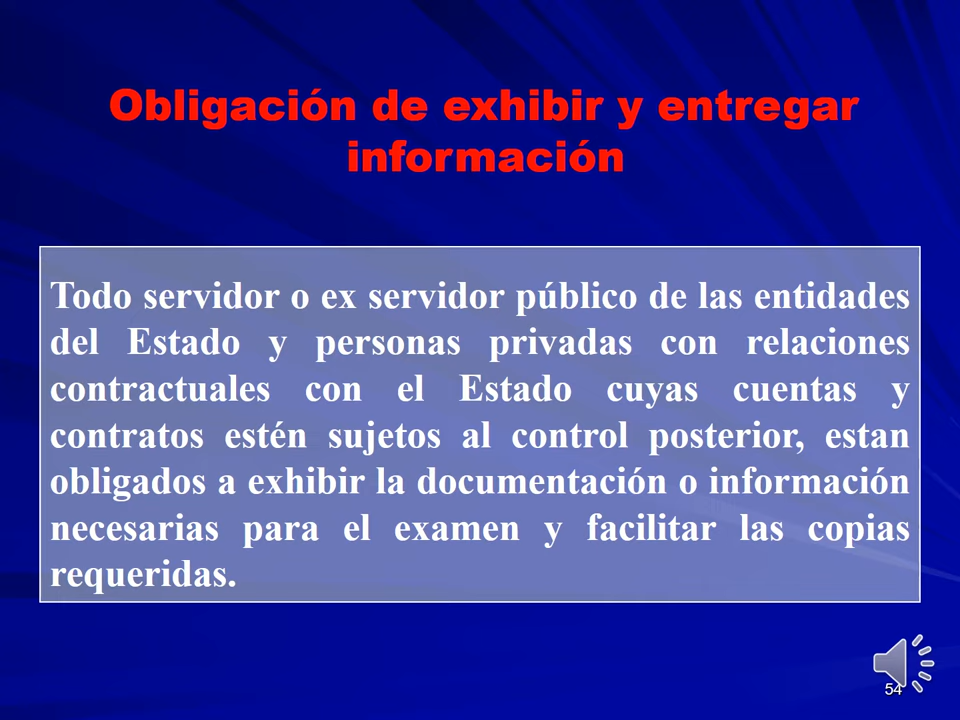 Obligación de exhibir y entregar
información
Todo servidor o ex servidor público de las entidades
del Estado y personas privadas con relaciones
contractuales con el Estado cuyas cuentas y
contratos estén sujetos al control posterior, estan
obligados a exhibir la documentación o información
necesarias para el examen y facilitar las copias
requeridas.
54